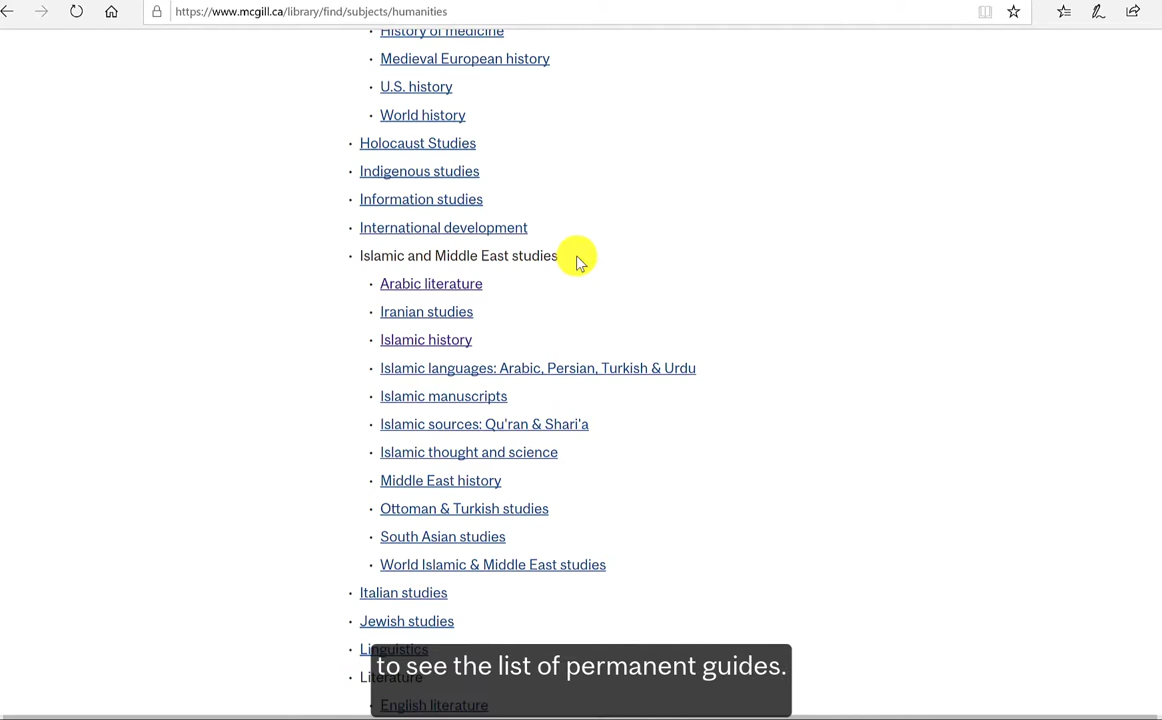 https://www.mcgill.ca/library/find/subjects/humanities
History of medicine
Medieval European history
U.S. history
World history
Holocaust Studies
Indigenous studies
Information studies
International development
Islamic and Middle East studies
Arabic literature
Iranian studies
Islamic history
Islamic languages: Arabic, Persian, Turkish & Urdu
Islamic manuscripts
Islamic sources: Qu'ran & Shari'a
Islamic thought and science
Middle East history
Ottoman & Turkish studies
South Asian studies
World Islamic & Middle East studies
Italian studies
Jewish studies
Linguistics
to see the list of permanent guides.
Literature
English literature